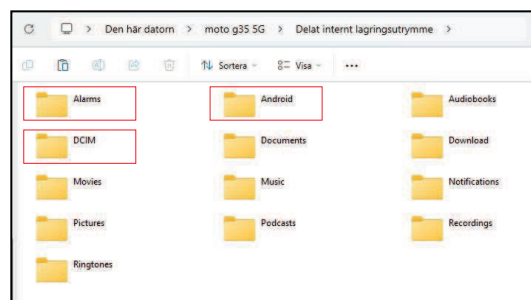 Den här datorn > moto g35 5G > Delat internt lagringsutrymme >
Sortera Visa ...
Alarms Android Audiobooks
DCIM Documents Download
Movies Music Notifications
Pictures Podcasts Recordings
Ringtones